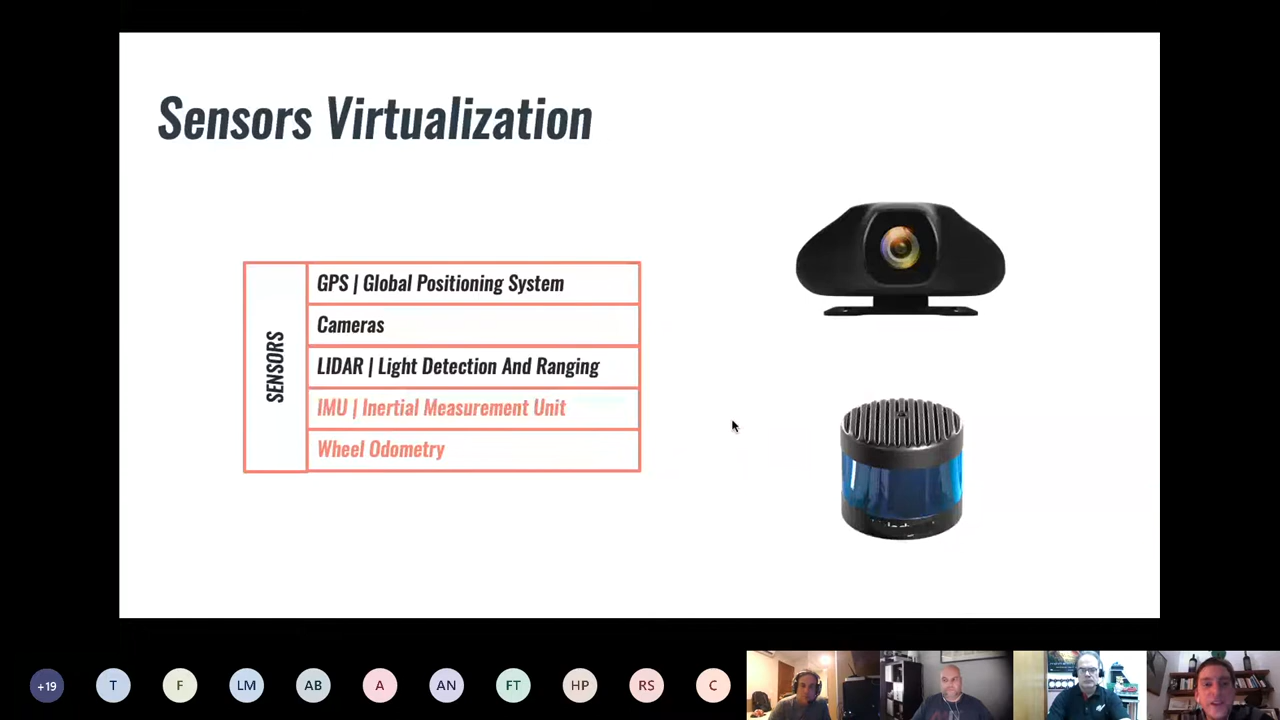 Sensors Virtualization
SENSORS
GPS | Global Positioning System
Cameras
LIDAR | Light Detection And Ranging
IMU | Inertial Measurement Unit
Wheel Odometry
+19
T
F
LM
AB
A
AN
FT
HP
RS
C